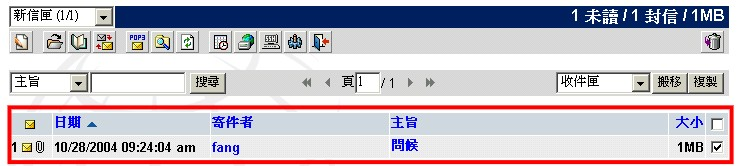 新信匣 (1/1) 1 未讀 / 1 封信 / 1MB
POP3
主旨 搜尋 頁 1 / 1 收件匣 搬移 複製
日期 寄件者 主旨 大小
1 10/28/2004 09:24:04 am fang 問候 1MB